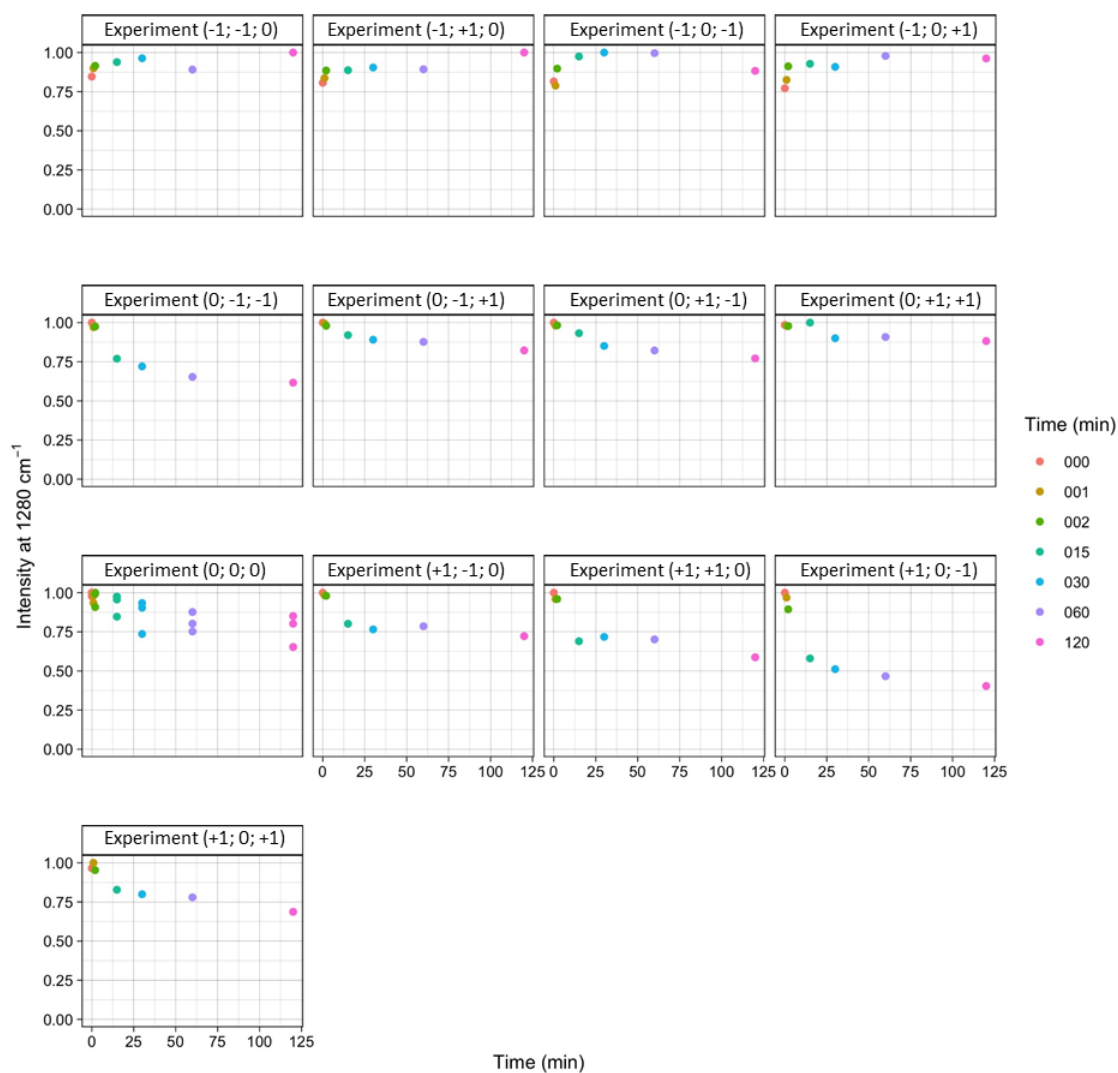 Experiment (-1; -1; 0)
Experiment (-1; +1; 0)
Experiment (-1; 0; -1)
Experiment (-1; 0; +1)
1.00
0.75
0.50
0.25
0.00
Experiment (0; -1; -1)
Experiment (0; -1; +1)
Experiment (0; +1; -1)
Experiment (0; +1; +1)
1.00
0.75
0.50
0.25
0.00
Intensity at 1280 cm⁻¹
Time (min)
000
001
002
015
030
060
120
Experiment (0; 0; 0)
Experiment (+1; -1; 0)
Experiment (+1; +1; 0)
Experiment (+1; 0; -1)
1.00
0.75
0.50
0.25
0.00
0 25 50 75 100 125
0 25 50 75 100 125
0 25 50 75 100 125
Experiment (+1; 0; +1)
1.00
0.75
0.50
0.25
0.00
0 25 50 75 100 125
Time (min)